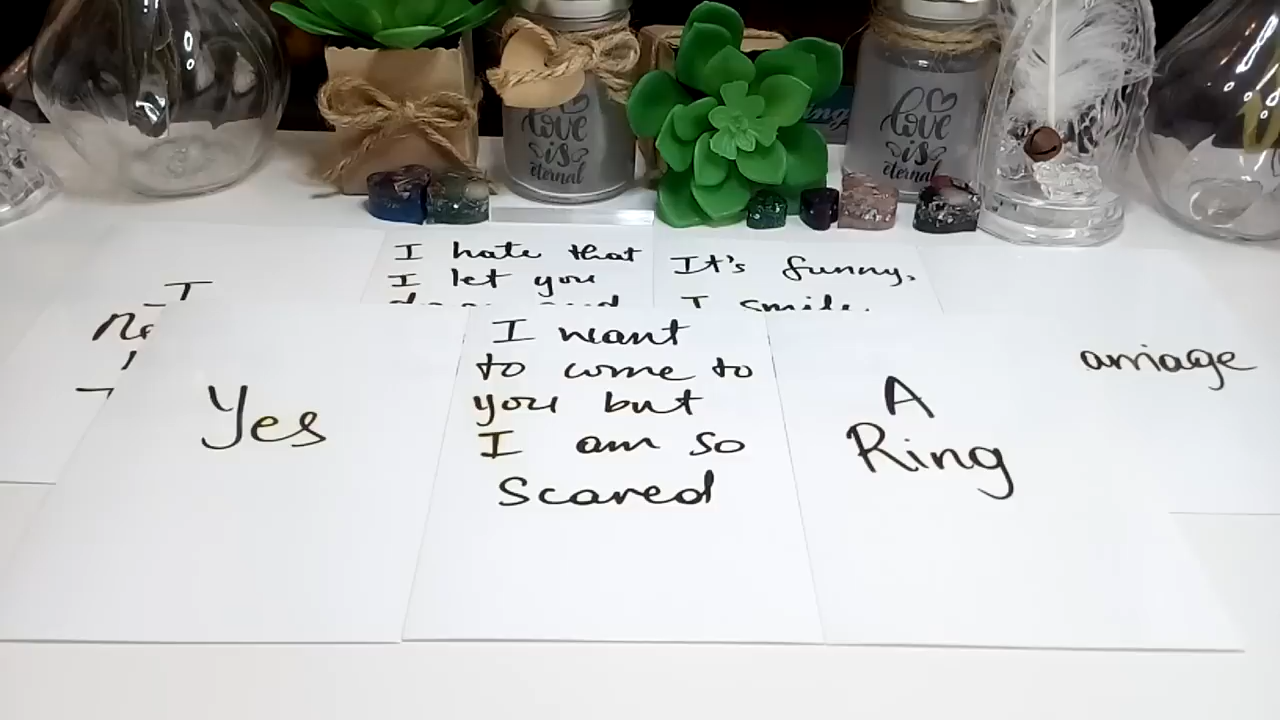 love
is
eternal
love
is
eternal
I hate that
I let you
It's funny,
I smile.
I
Yes
I want
to come to
you but
I am so
Scared
A
Ring
arriage